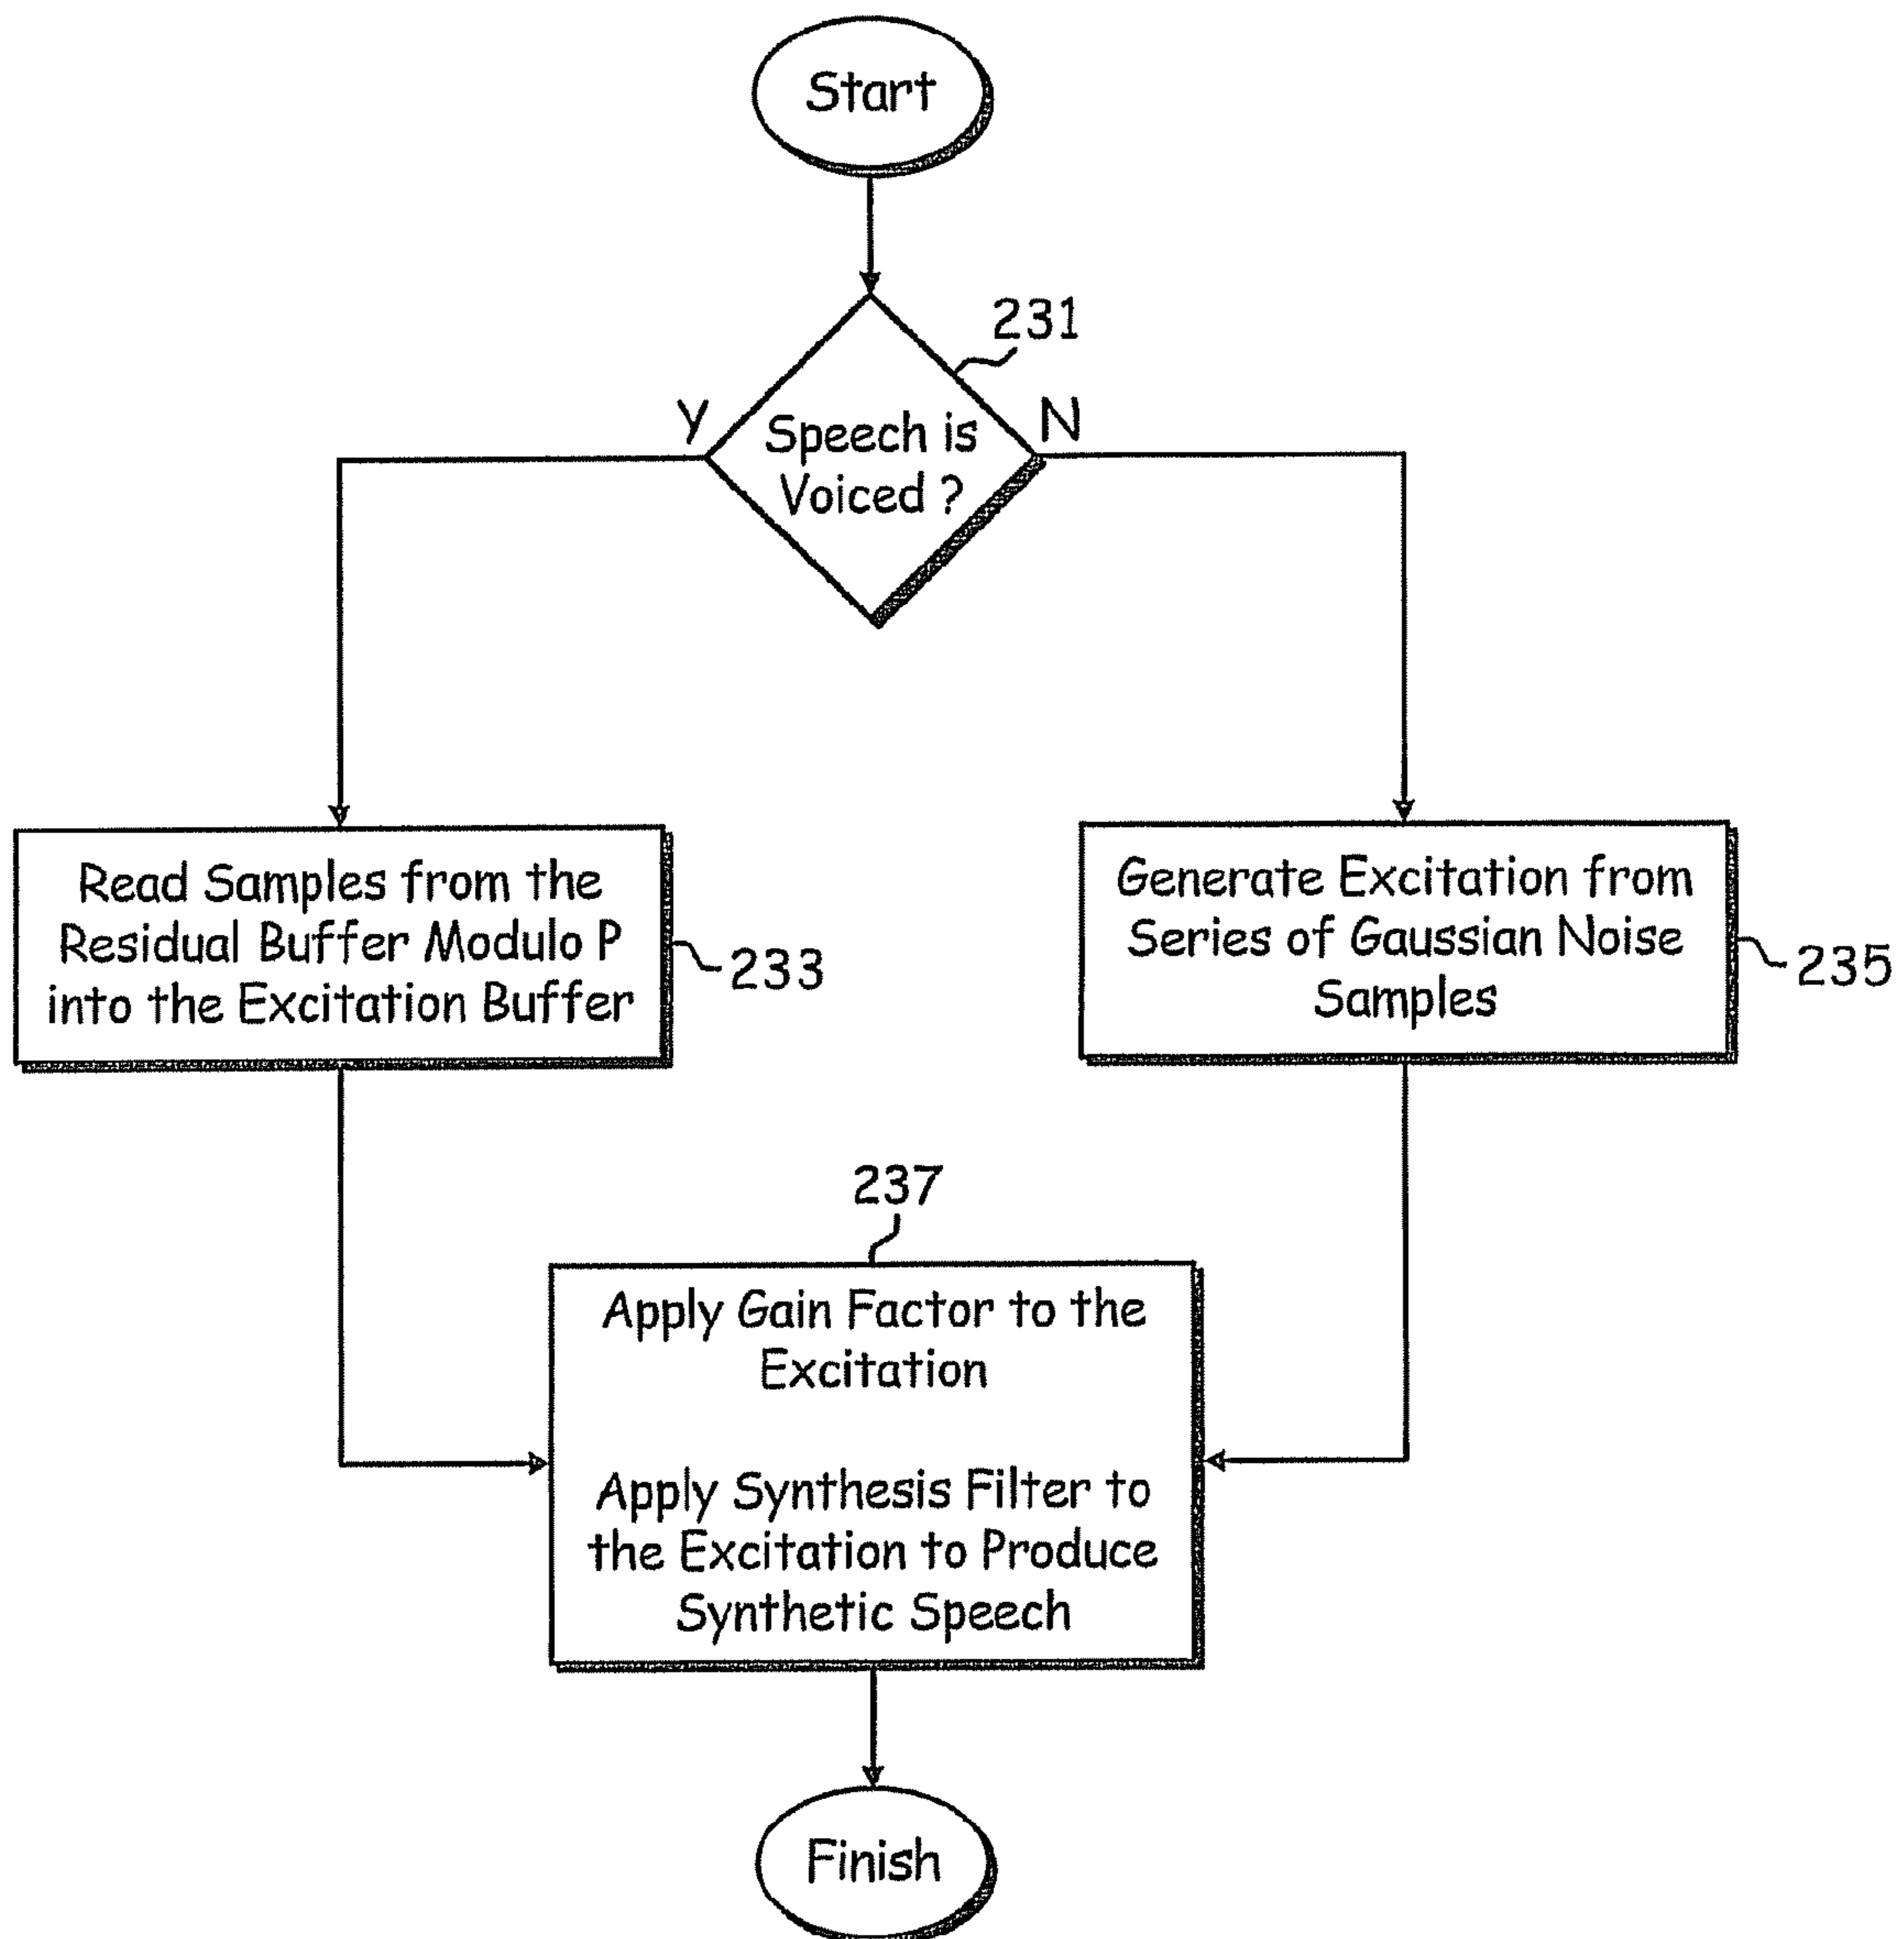 Start
231
Y
N
Speech is
Voiced ?
Read Samples from the
Residual Buffer Modulo P
into the Excitation Buffer
233
Generate Excitation from
Series of Gaussian Noise
Samples
235
237
Apply Gain Factor to the
Excitation
Apply Synthesis Filter to
the Excitation to Produce
Synthetic Speech
Finish